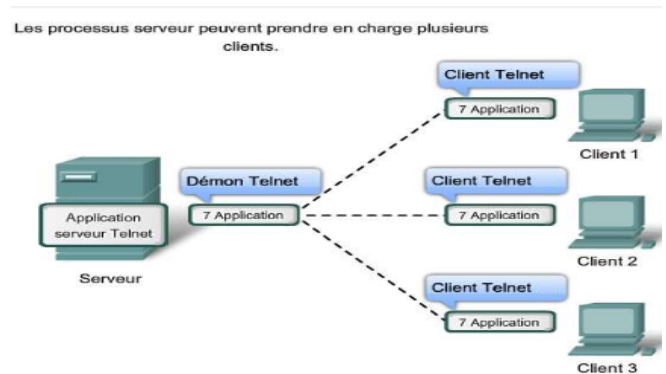 Les processus serveur peuvent prendre en charge plusieurs
clients.
Client Telnet
7 Application
Client 1
Démon Telnet
7 Application
Application
serveur Telnet
Serveur
Client Telnet
7 Application
Client 2
Client Telnet
7 Application
Client 3